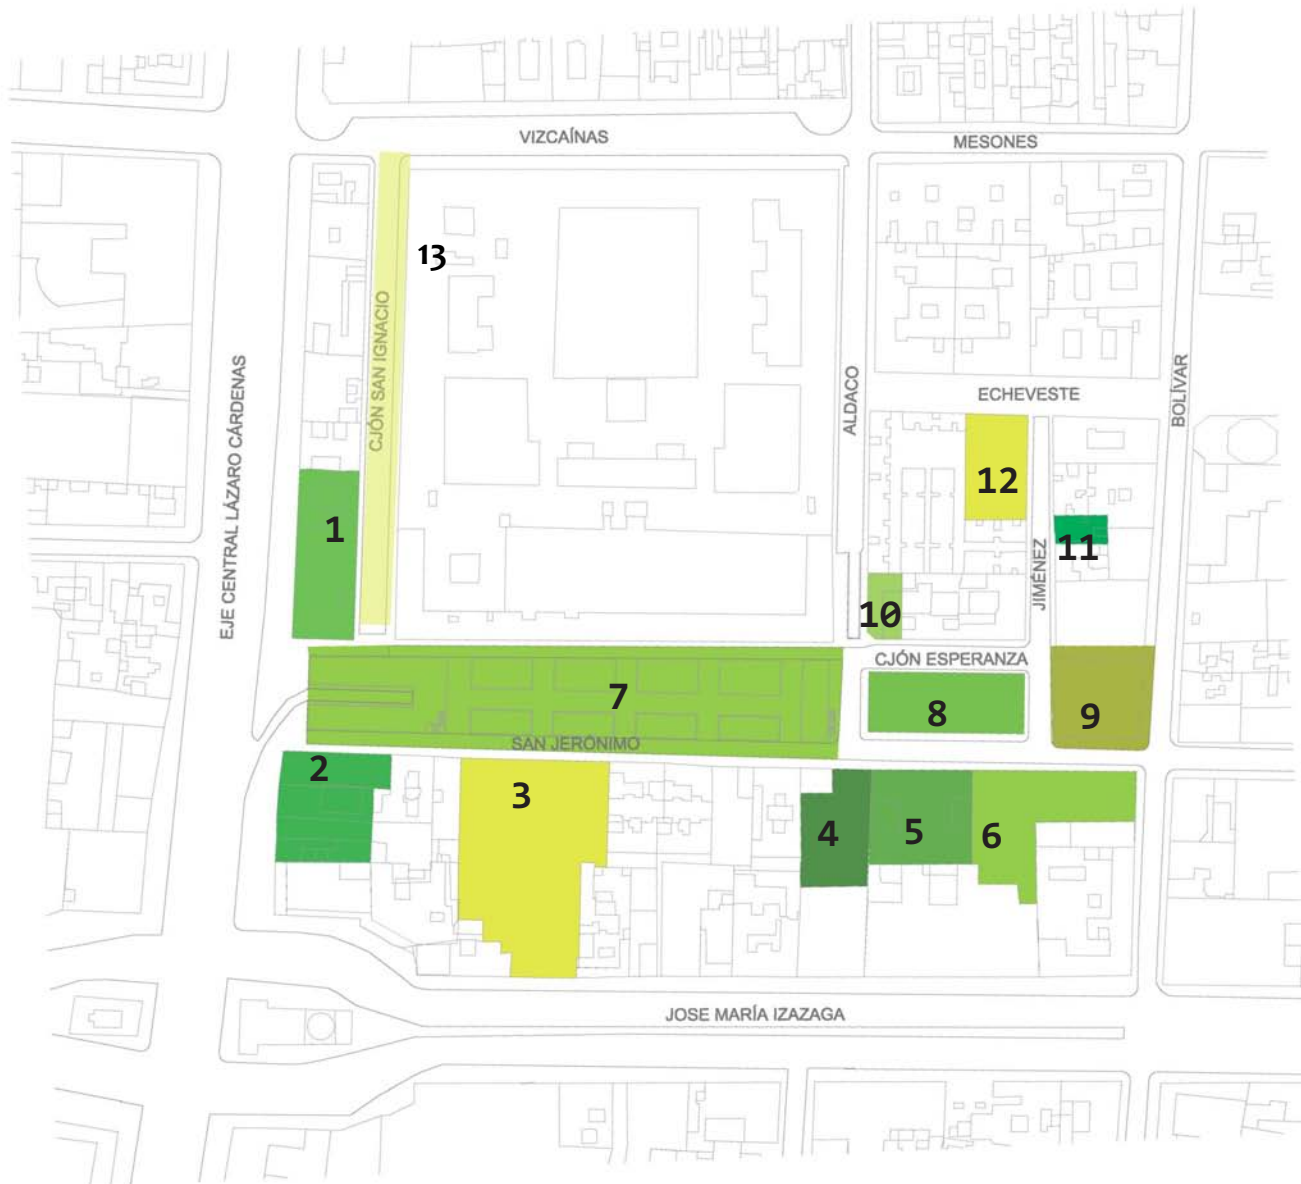 VIZCAÍNAS
MESONES
13
CJÓN SAN IGNACIO
EJE CENTRAL LÁZARO CÁRDENAS
ALDACO
ECHEVESTE
BOLÍVAR
12
1
11
JIMÉNEZ
10
CJÓN ESPERANZA
7
8
9
SAN JERÓNIMO
2
3
4
5
6
JOSE MARÍA IZAZAGA